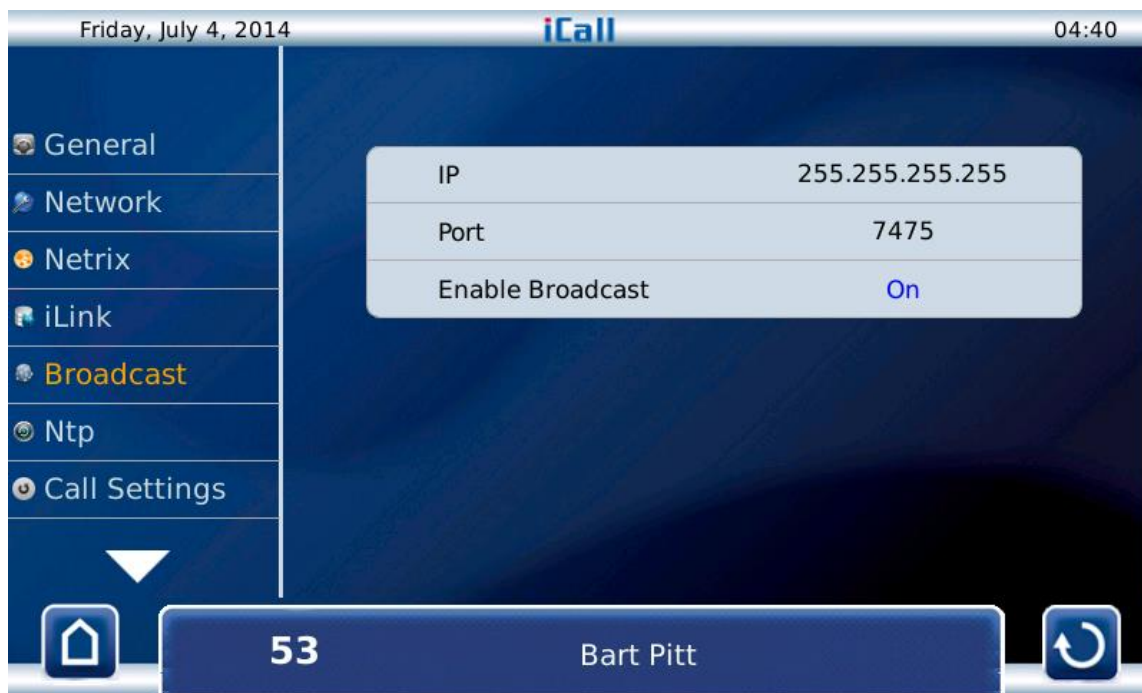 Friday, July 4, 2014 iCall 04:40
General
Network
Netrix
iLink
Broadcast
Ntp
Call Settings
IP 255.255.255.255
Port 7475
Enable Broadcast On
53 Bart Pitt